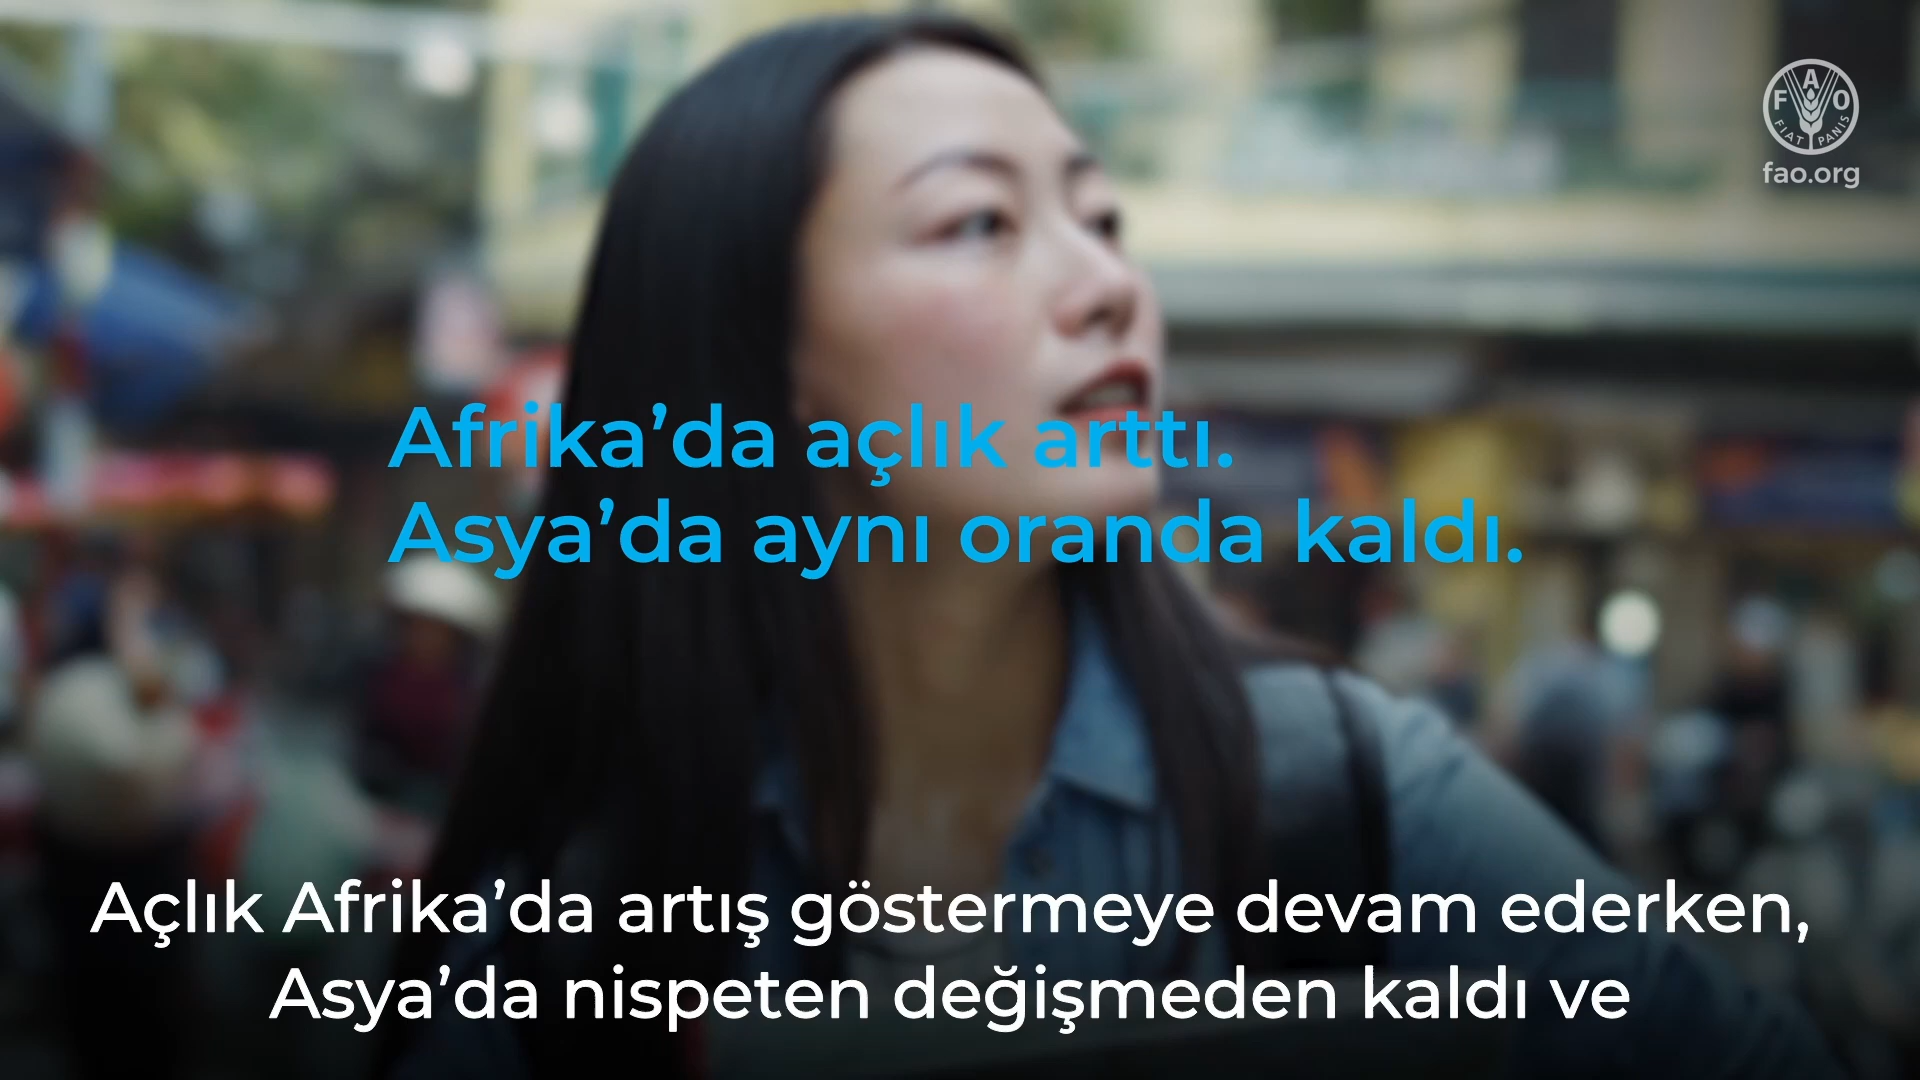 FAO
FIAT PANIS
fao.org
Afrika’da açlık arttı.
Asya’da aynı oranda kaldı.
Açlık Afrika’da artış göstermeye devam ederken,
Asya’da nispeten değişmeden kaldı ve